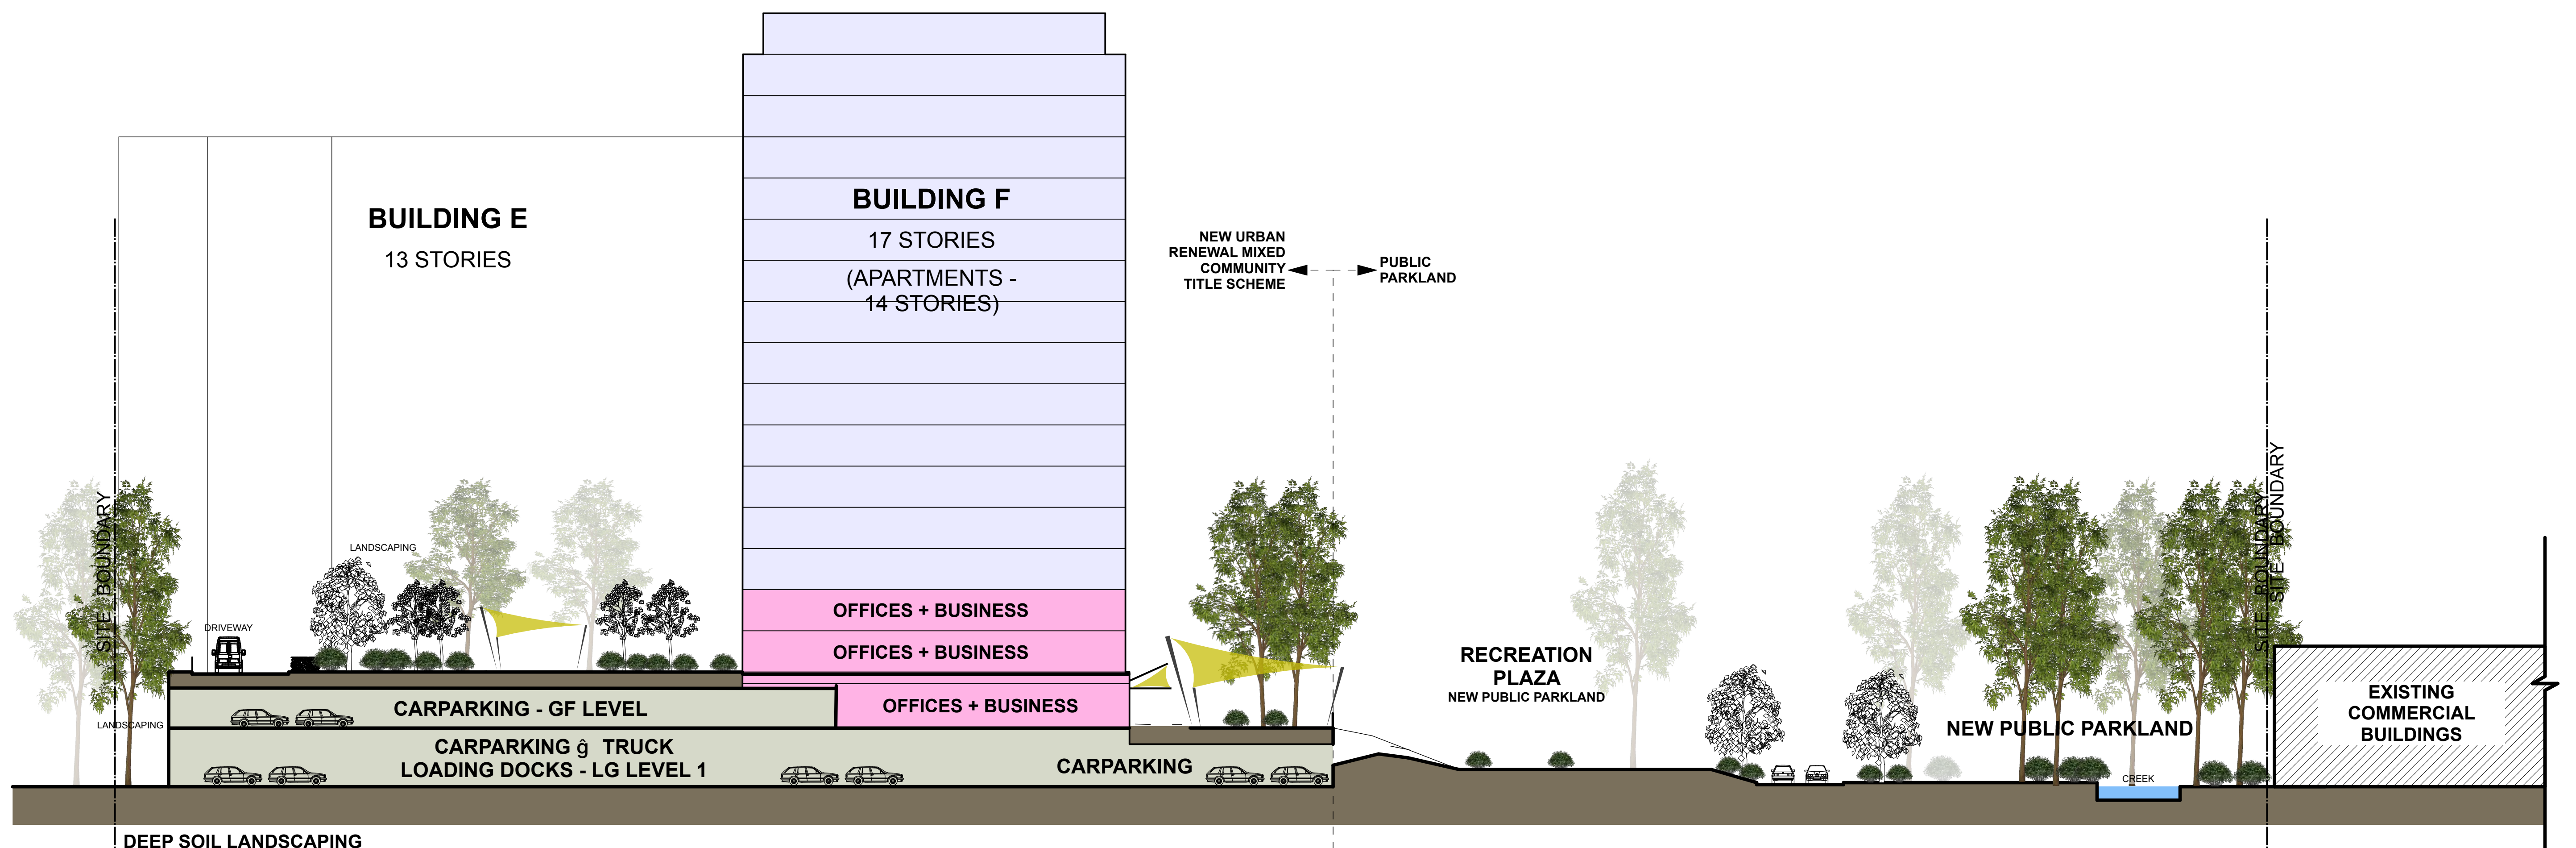 BUILDING E
13 STORIES
BUILDING F
17 STORIES
(APARTMENTS -
14 STORIES)
NEW URBAN
RENEWAL MIXED
COMMUNITY
TITLE SCHEME
PUBLIC
PARKLAND
SITE BOUNDARY
LANDSCAPING
DRIVEWAY
LANDSCAPING
OFFICES + BUSINESS
OFFICES + BUSINESS
OFFICES + BUSINESS
CARPARKING - GF LEVEL
CARPARKING ĝ TRUCK
LOADING DOCKS - LG LEVEL 1
CARPARKING
RECREATION
PLAZA
NEW PUBLIC PARKLAND
NEW PUBLIC PARKLAND
CREEK
SITE BOUNDARY
SITE BOUNDARY
EXISTING
COMMERCIAL
BUILDINGS
DEEP SOIL LANDSCAPING